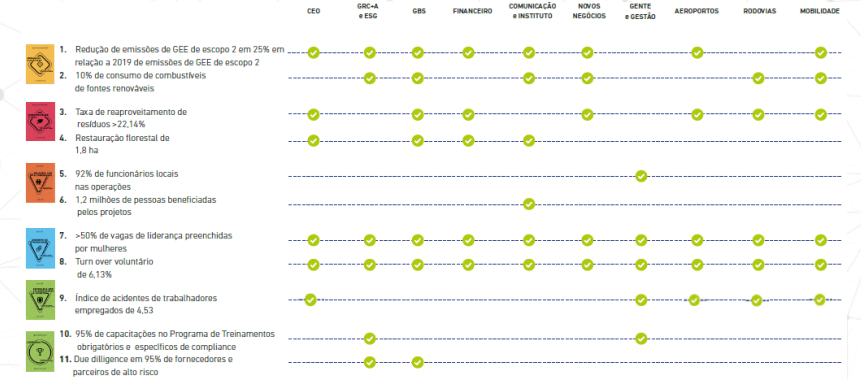 CEO
GRC+A
e ESG
GBS
FINANCEIRO
COMUNICAÇÃO
e INSTITUTO
NOVOS
NEGÓCIOS
GENTE
e GESTÃO
AEROPORTOS
RODOVIAS
MOBILIDADE
1. Redução de emissões de GEE de escopo 2 em 25% em
relação a 2019 de emissões de GEE de escopo 2
2. 10% de consumo de combustíveis
de fontes renováveis
3. Taxa de reaproveitamento de
resíduos >22,14%
4. Restauração florestal de
1,8 ha
5. 92% de funcionários locais
nas operações
6. 1,2 milhões de pessoas beneficiadas
pelos projetos
7. >50% de vagas de liderança preenchidas
por mulheres
8. Turn over voluntário
de 6,13%
9. Índice de acidentes de trabalhadores
empregados de 4,53
10. 95% de capacitações no Programa de Treinamentos
obrigatórios e específicos de compliance
11. Due dilligence em 95% de fornecedores e
parceiros de alto risco